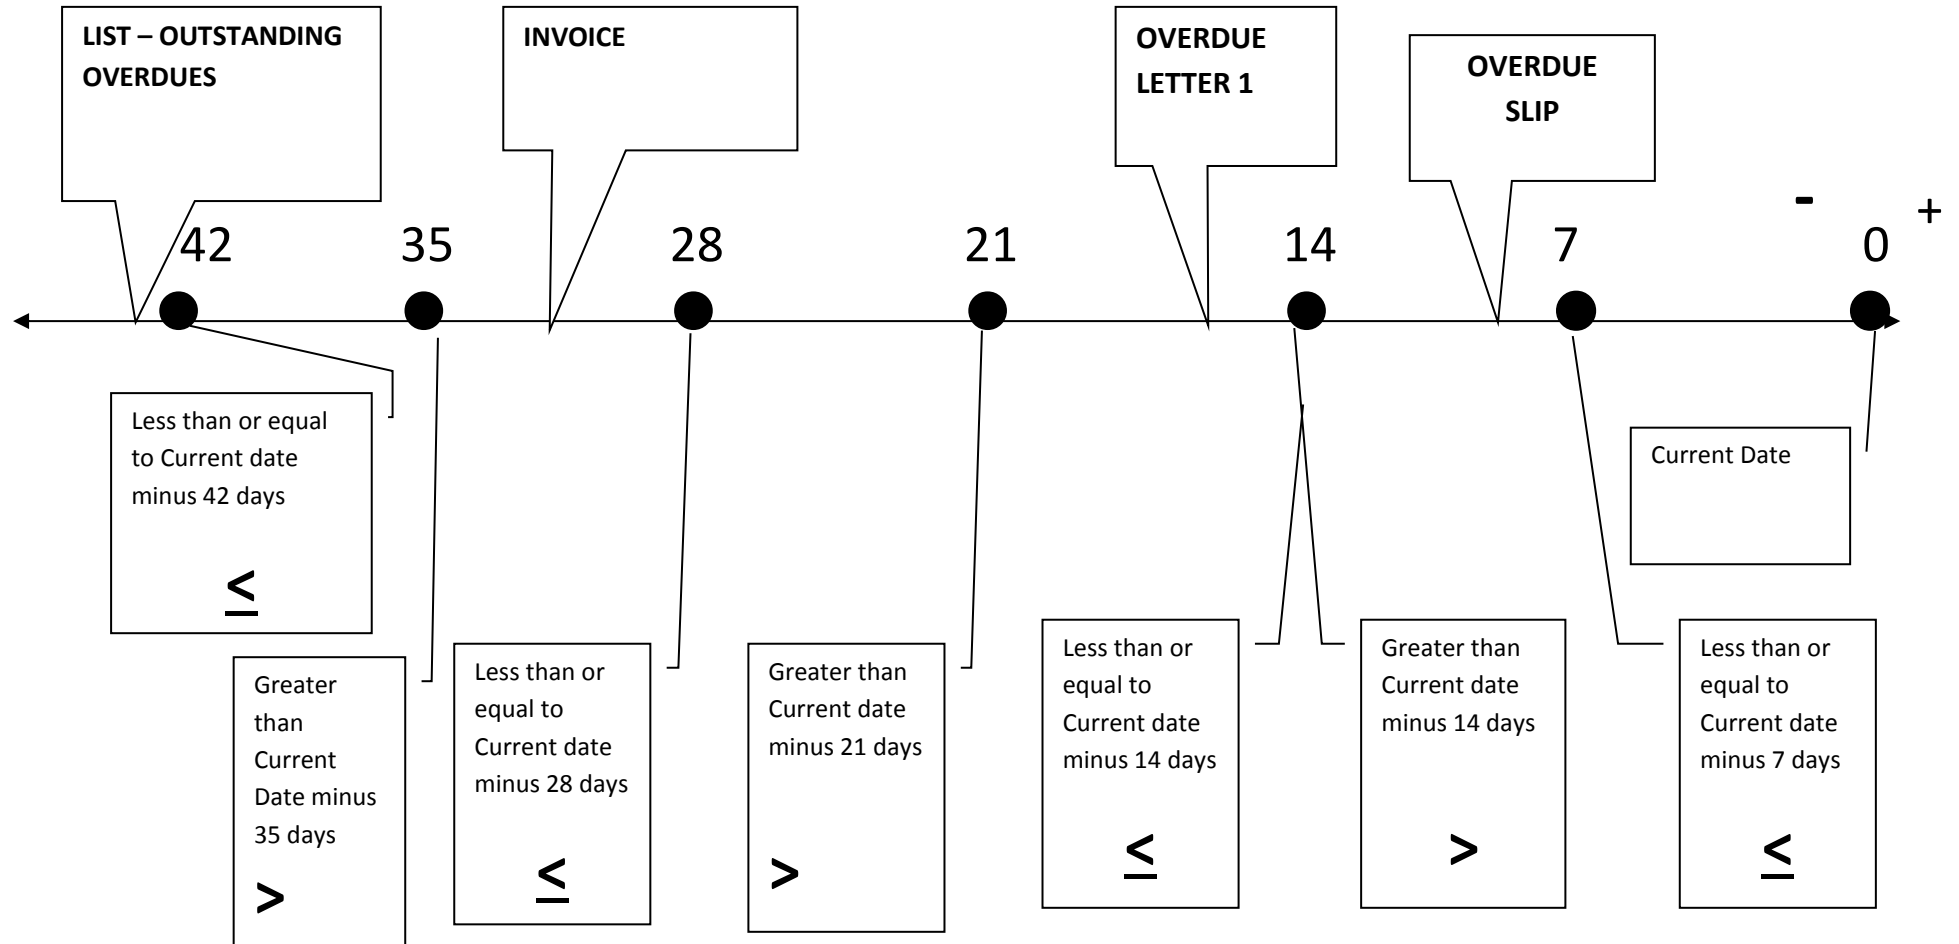 LIST – OUTSTANDING
OVERDUES
INVOICE
OVERDUE
LETTER 1
OVERDUE
SLIP
-
+
42
35
28
21
14
7
0
Less than or equal
to Current date
minus 42 days
≤
Current Date
Greater
than
Current
Date minus
35 days
>
Less than or
equal to
Current date
minus 28 days
≤
Greater than
Current date
minus 21 days
>
Less than or
equal to
Current date
minus 14 days
≤
Greater than
Current date
minus 14 days
>
Less than or
equal to
Current date
minus 7 days
≤